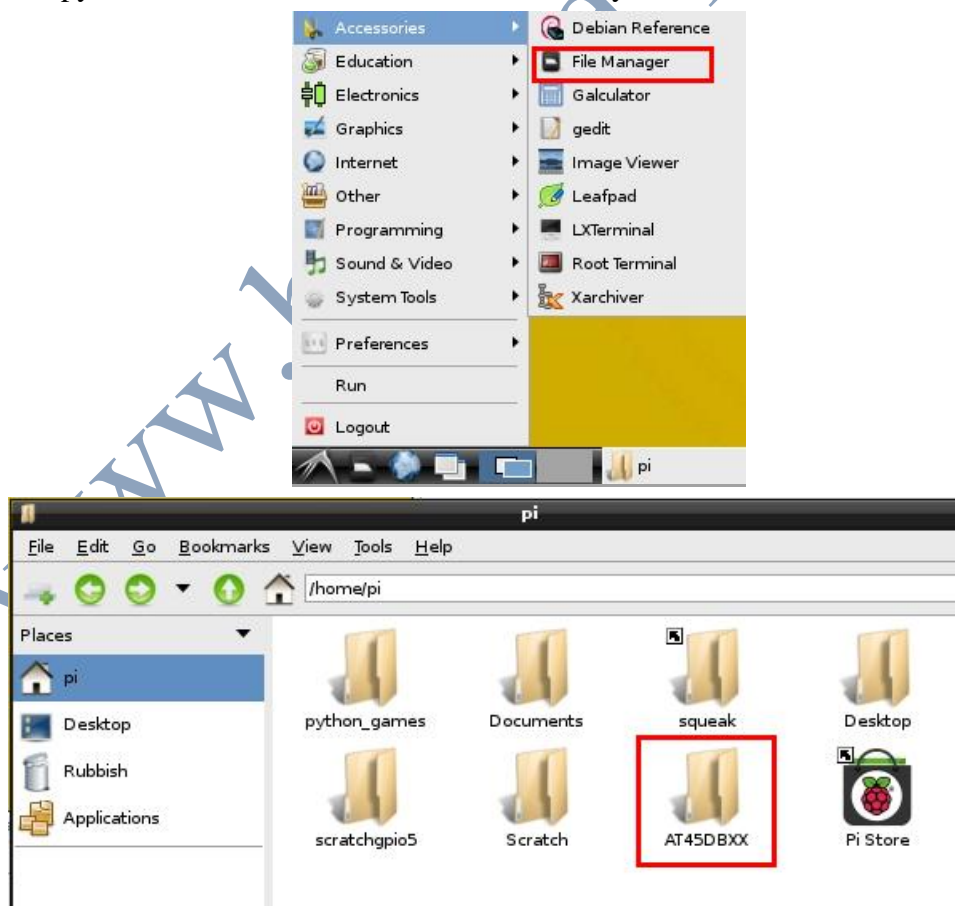 Accessories
Debian Reference
Education
File Manager
Electronics
Galculator
Graphics
gedit
Internet
Image Viewer
Other
Leafpad
Programming
LXTerminal
Sound & Video
Root Terminal
System Tools
Xarchiver
Preferences
Run
Logout
pi
pi
File Edit Go Bookmarks View Tools Help
/home/pi
Places
pi
Desktop
Rubbish
Applications
python_games Documents squeak Desktop
scratchgpio5 Scratch AT45DBXX Pi Store